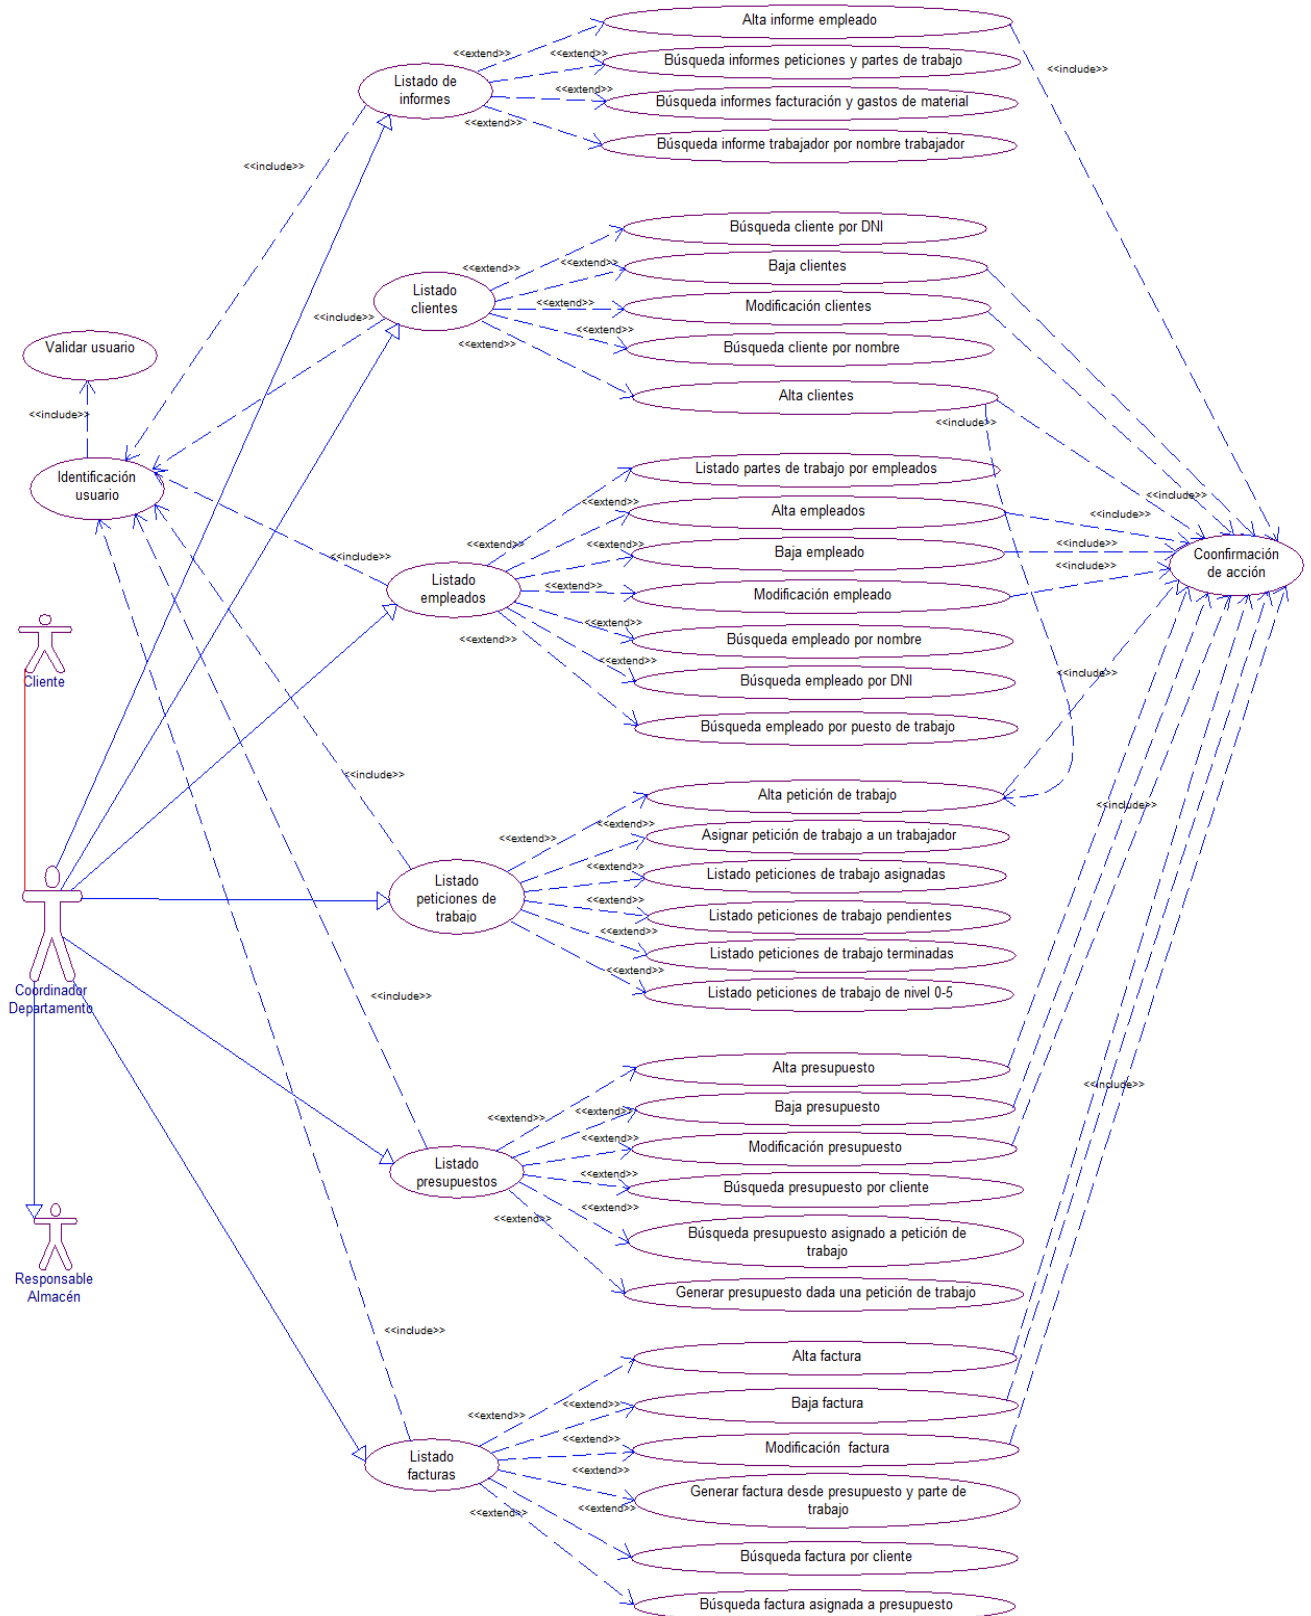 Alta informe empleado
<<extend>>
<<extend>>
Búsqueda informes peticiones y partes de trabajo
<<include>>
Listado de
informes
<<extend>>
Búsqueda informes facturación y gastos de material
<<extend>>
Búsqueda informe trabajador por nombre trabajador
<<include>>
Búsqueda cliente por DNI
<<extend>>
<<extend>>
Baja clientes
Listado
clientes
<<extend>>
Modificación clientes
<<include>>
<<extend>>
Búsqueda cliente por nombre
Validar usuario
<<extend>>
Alta clientes
<<include>>
<<include>>
Identificación
usuario
Listado partes de trabajo por empleados
<<extend>>
<<include>>
Alta empleados
<<include>>
<<extend>>
<<extend>>
Baja empleado
<<include>>
<<include>>
Coonfirmación
de acción
Listado
empleados
<<extend>>
Modificación empleado
<<include>>
<<extend>>
Búsqueda empleado por nombre
<<extend>>
<<extend>>
Búsqueda empleado por DNI
<<include>>
Cliente
Búsqueda empleado por puesto de trabajo
<<include>>
Alta petición de trabajo
<<include>>
<<extend>>
<<extend>>
Asignar petición de trabajo a un trabajador
Listado
peticiones de
trabajo
<<extend>>
Listado peticiones de trabajo asignadas
<<extend>>
Listado peticiones de trabajo pendientes
<<extend>>
Listado peticiones de trabajo terminadas
<<extend>>
Listado peticiones de trabajo de nivel 0-5
Coordinador
Departamento
<<include>>
Alta presupuesto
<<include>>
<<extend>>
<<extend>>
Baja presupuesto
<<extend>>
Modificación presupuesto
Listado
presupuestos
<<extend>>
Búsqueda presupuesto por cliente
<<extend>>
<<extend>>
Búsqueda presupuesto asignado a petición de
trabajo
Generar presupuesto dada una petición de trabajo
Responsable
Almacén
<<include>>
Alta factura
<<extend>>
<<extend>>
Baja factura
<<extend>>
Modificación factura
Listado
facturas
<<extend>>
Generar factura desde presupuesto y parte de
trabajo
<<extend>>
<<extend>>
Búsqueda factura por cliente
Búsqueda factura asignada a presupuesto